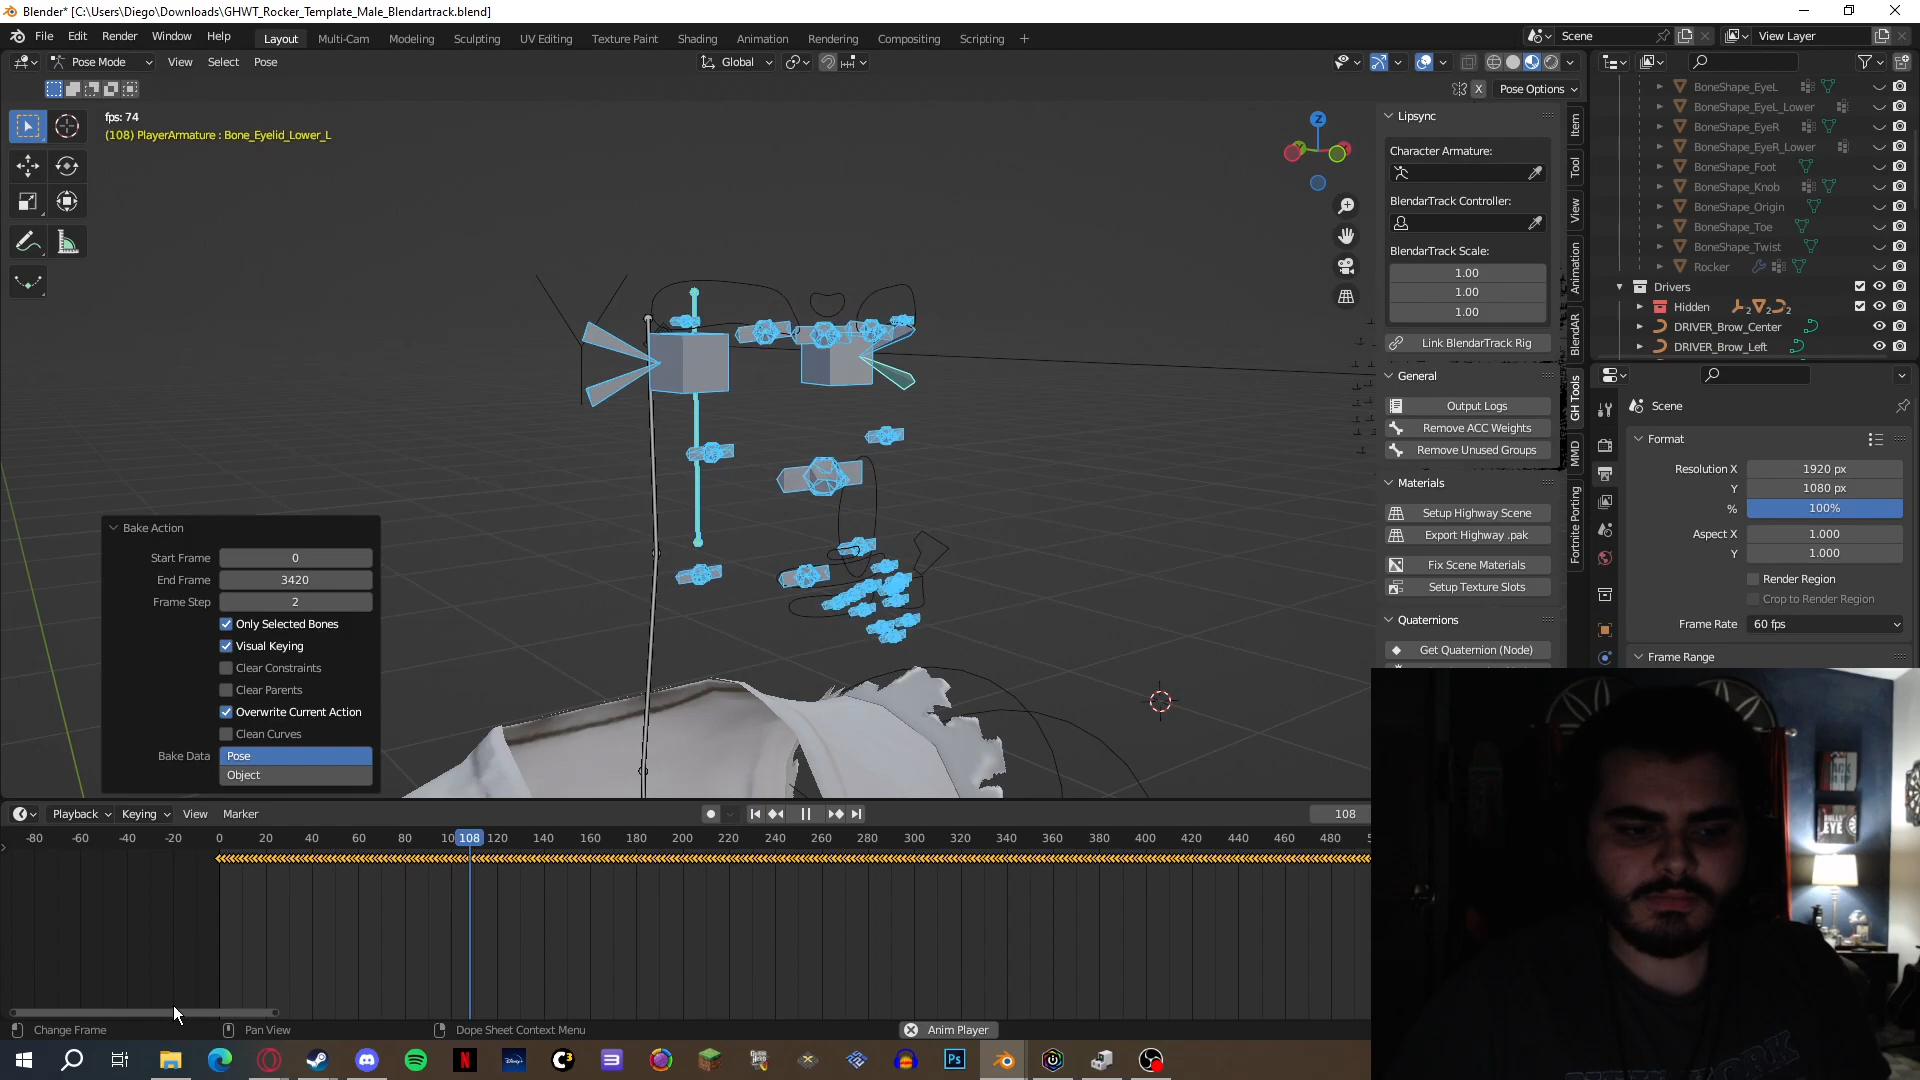 Blender* [C:\Users\Diego\Downloads\GHWT_Rocker_Template_Male_Blendartrack.blend]
File Edit Render Window Help Layout Multi-Cam Modeling Sculpting UV Editing Texture Paint Shading Animation Rendering Compositing Scripting + Scene View Layer
Pose Mode View Select Pose Global
X Pose Options
fps: 74
(108) PlayerArmature : Bone_Eyelid_Lower_L
Z
Lipsync
Character Armature:
BlendarTrack Controller:
BlendarTrack Scale:
1.00
1.00
1.00
Link BlendarTrack Rig
General
Output Logs
Remove ACC Weights
Remove Unused Groups
Materials
Setup Highway Scene
Export Highway .pak
Fix Scene Materials
Setup Texture Slots
Quaternions
Get Quaternion (Node)
Item
Tool
View
Animation
BlendAR
GH Tools
MMD
Fortnite Porting
BoneShape_EyeL
BoneShape_EyeL_Lower
BoneShape_EyeR
BoneShape_EyeR_Lower
BoneShape_Foot
BoneShape_Knob
BoneShape_Origin
BoneShape_Toe
BoneShape_Twist
Rocker
Drivers
Hidden 2 2 2
DRIVER_Brow_Center
DRIVER_Brow_Left
Scene
Format
Resolution X 1920 px
Y 1080 px
% 100%
Aspect X 1.000
Y 1.000
Render Region
Crop to Render Region
Frame Rate 60 fps
Frame Range
Bake Action
Start Frame 0
End Frame 3420
Frame Step 2
Only Selected Bones
Visual Keying
Clear Constraints
Clear Parents
Overwrite Current Action
Clean Curves
Bake Data Pose
Object
Playback Keying View Marker 108
-80 -60 -40 -20 0 20 40 60 80 10 108 120 140 160 180 200 220 240 260 280 300 320 340 360 380 400 420 440 460 480
Change Frame Pan View Dope Sheet Context Menu Anim Player
N Disney+ C3 Ps